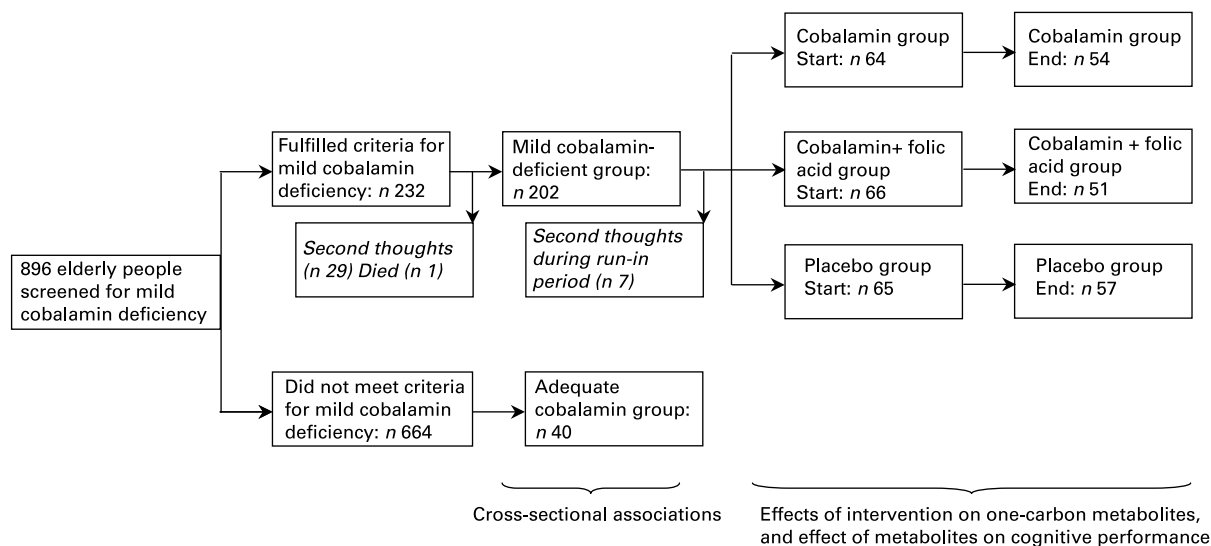 896 elderly people
screened for mild
cobalamin deficiency
Fulfilled criteria for
mild cobalamin
deficiency: n 232
Second thoughts
(n 29) Died (n 1)
Mild cobalamin-
deficient group:
n 202
Second thoughts
during run-in
period (n 7)
Cobalamin group
Start: n 64
Cobalamin group
End: n 54
Cobalamin+ folic
acid group
Start: n 66
Cobalamin + folic
acid group
End: n 51
Placebo group
Start: n 65
Placebo group
End: n 57
Did not meet criteria
for mild cobalamin
deficiency: n 664
Adequate
cobalamin group:
n 40
Cross-sectional associations
Effects of intervention on one-carbon metabolites,
and effect of metabolites on cognitive performance